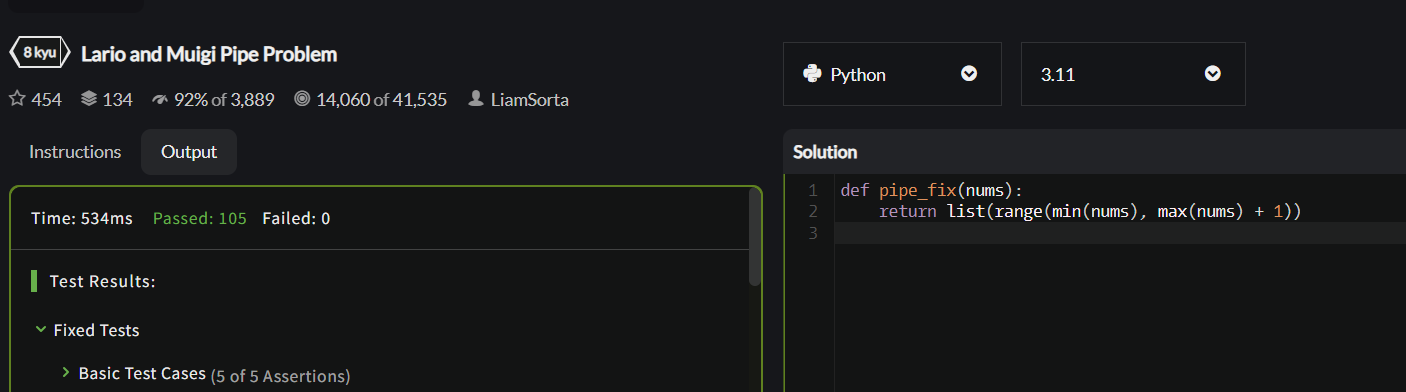 8 kyu Lario and Muigi Pipe Problem
454 134 92% of 3,889 14,060 of 41,535 LiamSorta
Instructions Output
Time: 534ms Passed: 105 Failed: 0
Test Results:
Fixed Tests
Basic Test Cases (5 of 5 Assertions)
Python 3.11
Solution
1 def pipe_fix(nums):
2     return list(range(min(nums), max(nums) + 1))
3